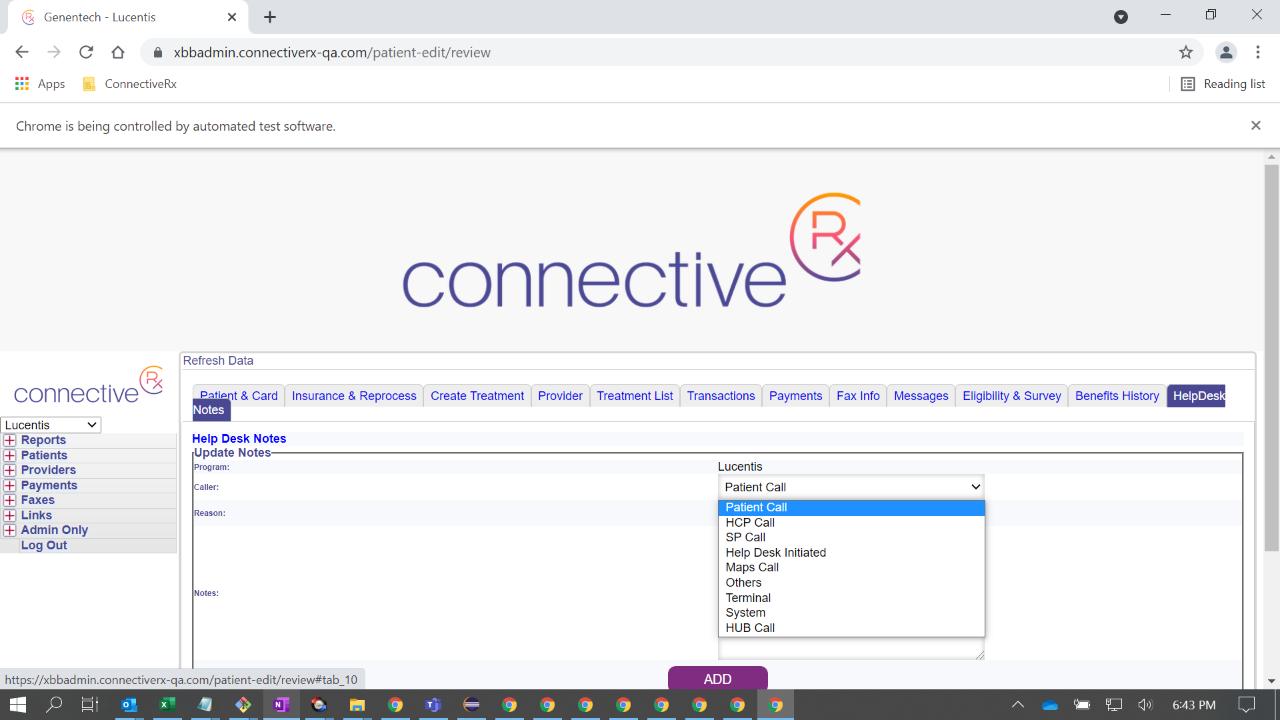 Genentech - Lucentis
xbbadmin.connectiverx-qa.com/patient-edit/review
Apps
ConnectiveRx
Reading list
Chrome is being controlled by automated test software.
connective Rx
connective Rx
Lucentis
Reports
Patients
Providers
Payments
Faxes
Links
Admin Only
Log Out
Refresh Data
Patient & Card Insurance & Reprocess Create Treatment Provider Treatment List Transactions Payments Fax Info Messages Eligibility & Survey Benefits History HelpDesk
Notes
Help Desk Notes
Update Notes
Program: Lucentis
Caller: Patient Call
Reason:
Patient Call
HCP Call
SP Call
Help Desk Initiated
Maps Call
Others
Terminal
System
HUB Call
Notes:
ADD
https://xbbadmin.connectiverx-qa.com/patient-edit/review#tab_10
6:43 PM